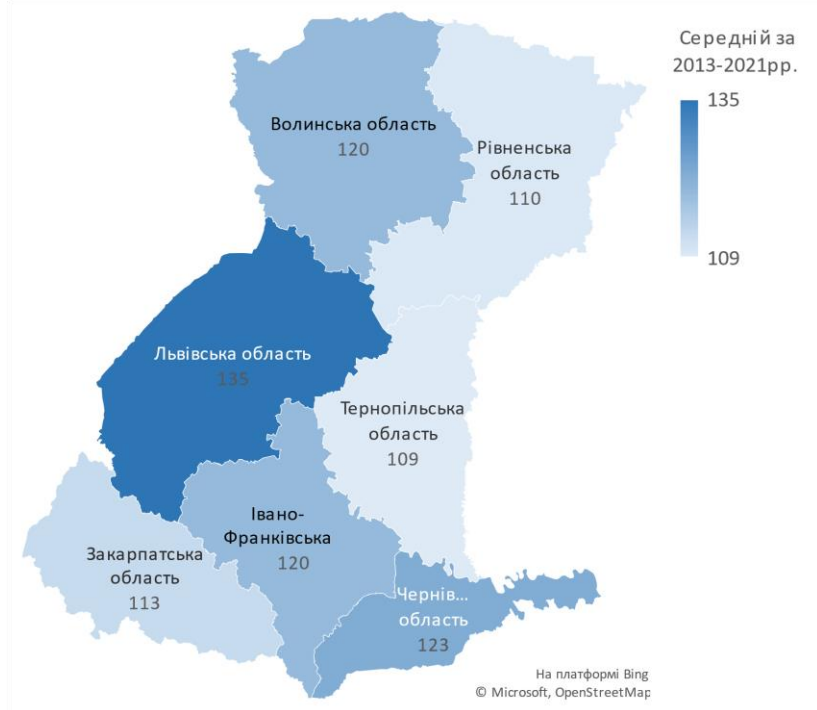 Середній за
2013-2021рр.
135
109
Волинська область
120
Рівненська
область
110
Львівська область
135
Тернопільська
область
109
Івано-
Франківська
120
Закарпатська
область
113
Чернів...
область
123
На платформі Bing
© Microsoft, OpenStreetMap